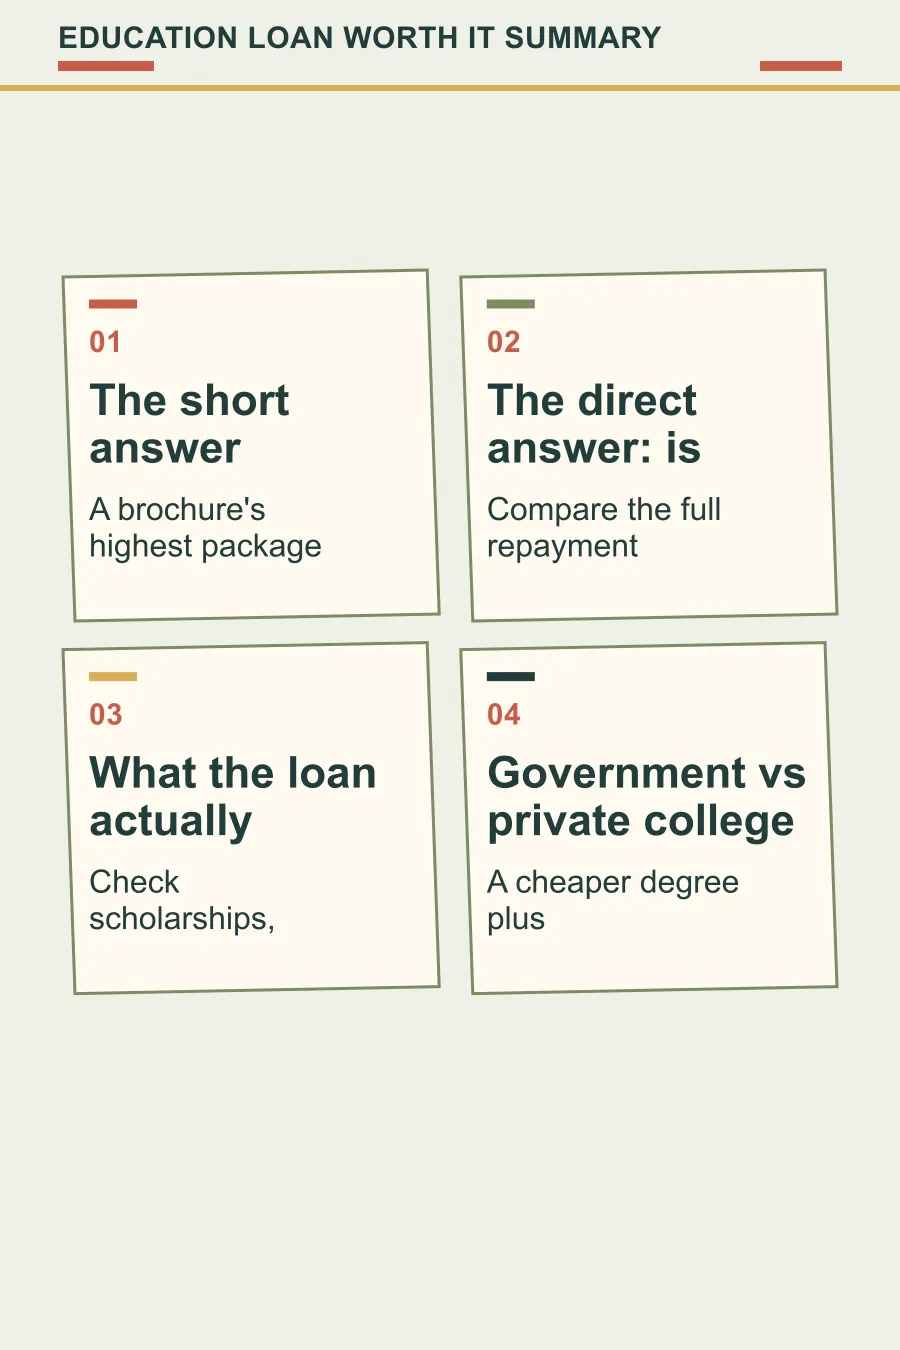 EDUCATION LOAN WORTH IT SUMMARY
01
The short
answer
A brochure's
highest package
02
The direct
answer: is
Compare the full
repayment
03
What the loan
actually
Check
scholarships,
04
Government vs
private college
A cheaper degree
plus